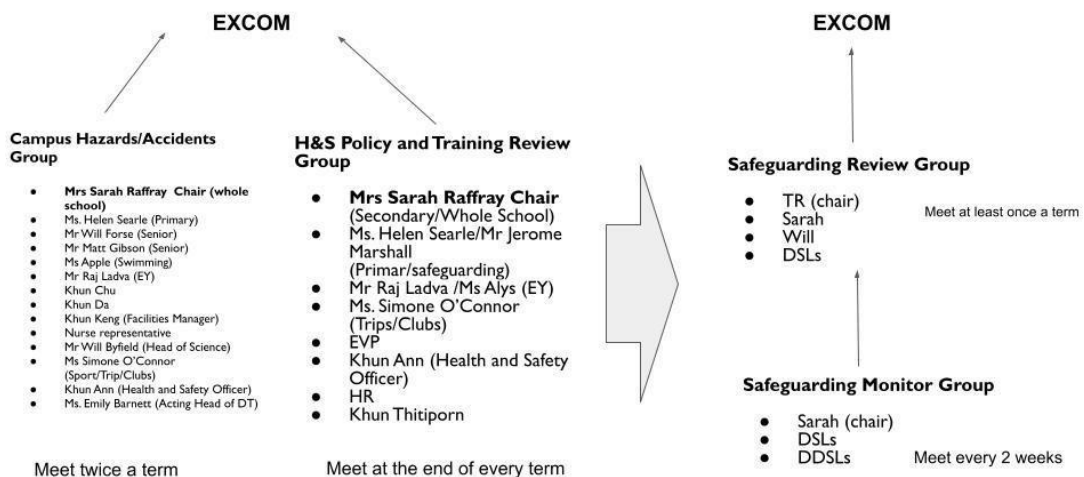 EXCOM
Campus Hazards/Accidents
Group
● Mrs Sarah Raffray Chair (whole
school)
● Ms. Helen Searle (Primary)
● Mr Will Forse (Senior)
● Mr Matt Gibson (Senior)
● Ms Apple (Swimming)
● Mr Raj Ladva (EY)
● Khun Chu
● Khun Da
● Khun Keng (Facilities Manager)
● Nurse representative
● Mr Will Byfield (Head of Science)
● Ms Simone O'Connor
(Sport/Trip/Clubs)
● Khun Ann (Health and Safety Officer)
● Ms. Emily Barnett (Acting Head of DT)
Meet twice a term
H&S Policy and Training Review
Group
● Mrs Sarah Raffray Chair
(Secondary/Whole School)
● Ms. Helen Searle/Mr Jerome
Marshall
(Primar/safeguarding)
● Mr Raj Ladva /Ms Alys (EY)
● Ms. Simone O'Connor
(Trips/Clubs)
● EVP
● Khun Ann (Health and Safety
Officer)
● HR
● Khun Thitiporn
Meet at the end of every term
EXCOM
Safeguarding Review Group
● TR (chair)
● Sarah
● Will
● DSLs
Meet at least once a term
Safeguarding Monitor Group
● Sarah (chair)
● DSLs
● DDSLs
Meet every 2 weeks